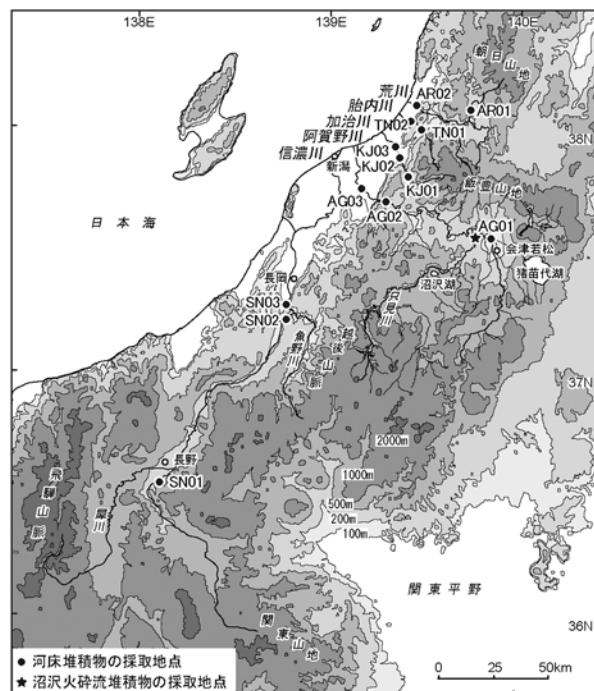 138E
139E
140E
朝日山地
荒川
AR02
胎内川
AR01
加治川
TN02
TN01
阿賀野川
38N
信濃川
KJ03
新潟
KJ02
飯豊山地
KJ01
AG03
AG02
日本海
AG01
会津若松
猪苗代湖
長岡
沼沢湖
只見川
SN03
SN02
魚野川
越後山脈
37N
2000m
長野
1000m
SN01
飛騨山脈
犀川
500m
200m
100m
関東平野
関東山地
36N
● 河床堆積物の採取地点
★ 沼沢火砕流堆積物の採取地点
0 25 50km